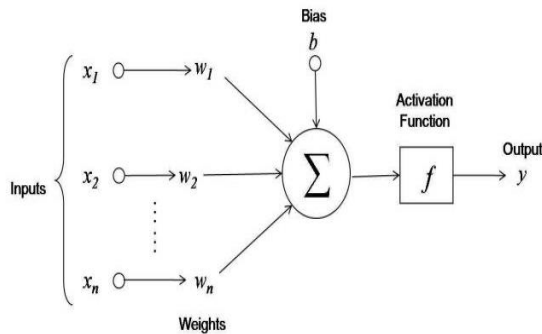 Bias
b
x₁ w₁
Activation
Function
Inputs
x₂ w₂
Σ
f
Output
y
xₙ wₙ
Weights